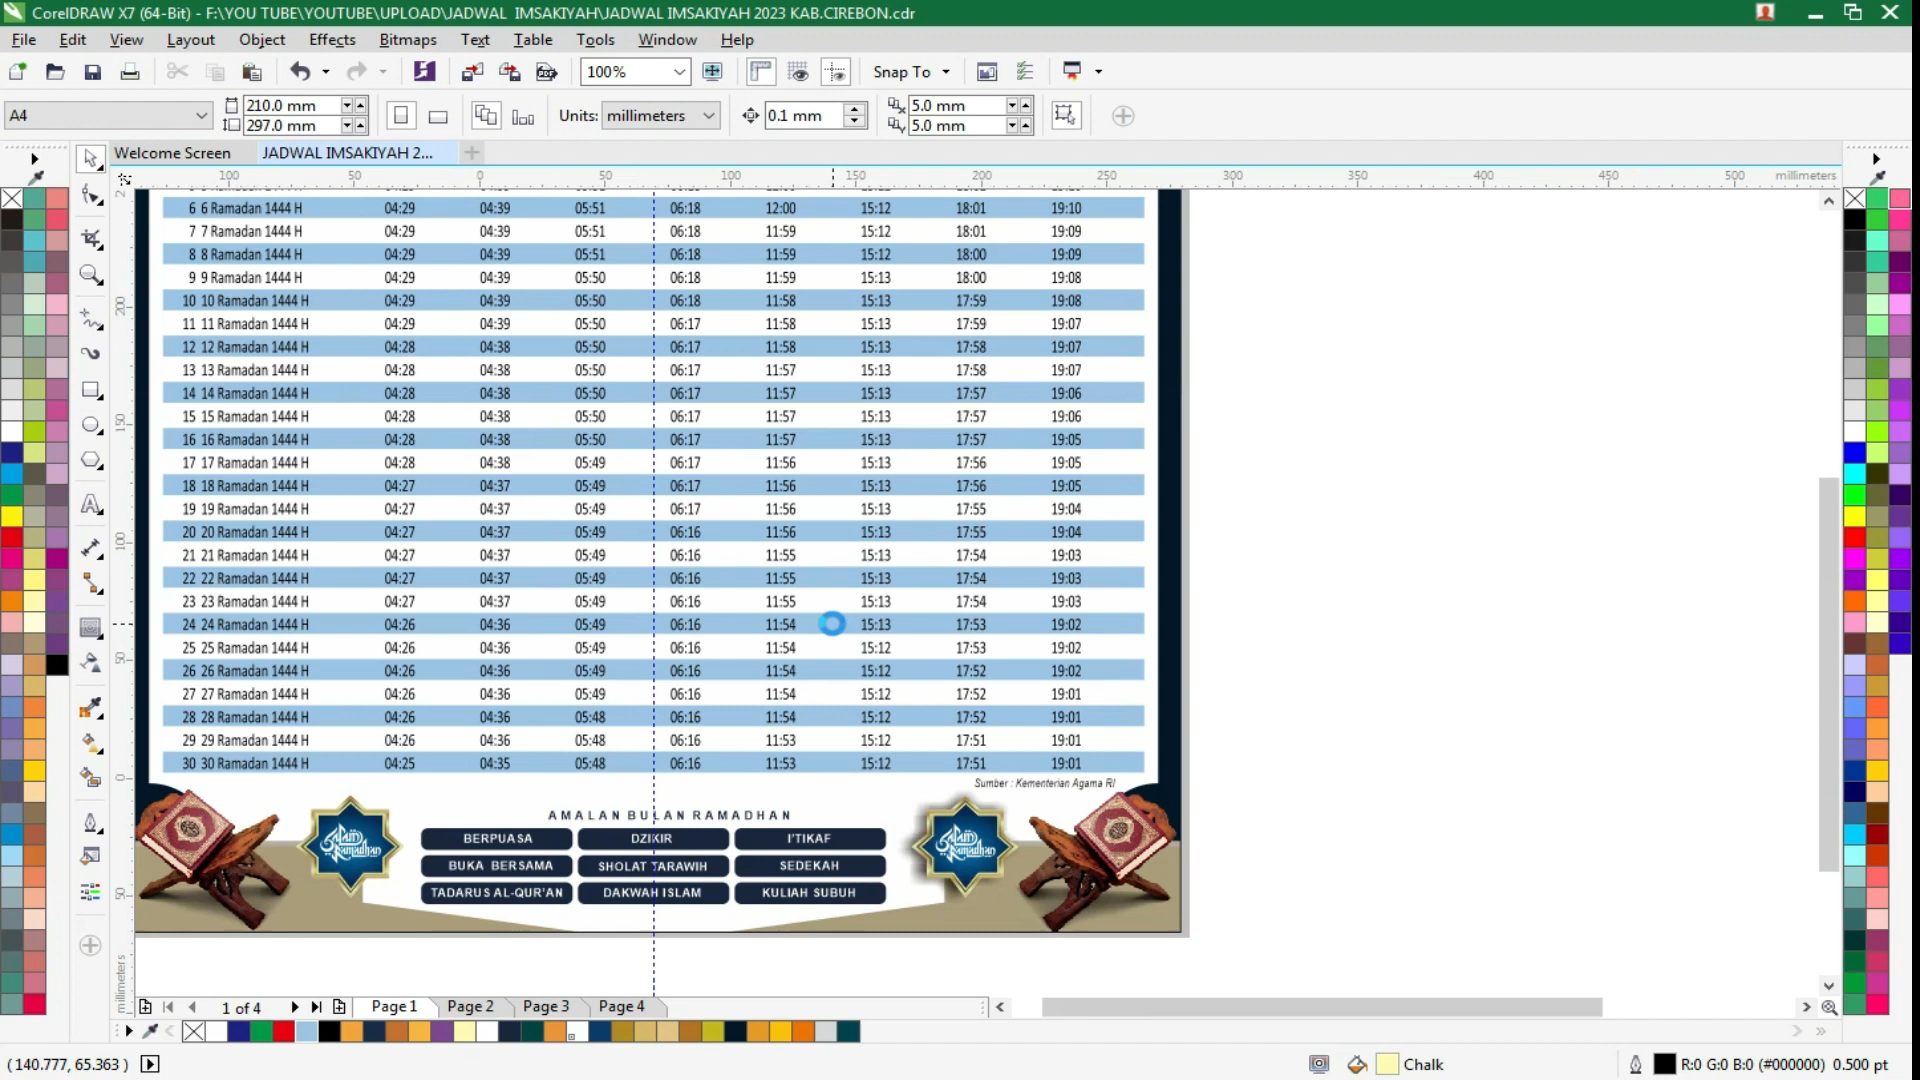 CorelDRAW X7 (64-Bit) - F:\YOU TUBE\YOUTUBE\UPLOAD\JADWAL  IMSAKIYAH\JADWAL IMSAKIYAH 2023 KAB.CIREBON.cdr
File Edit View Layout Object Effects Bitmaps Text Table Tools Window Help
100% Snap To
A4 210.0 mm 297.0 mm Units: millimeters 0.1 mm 5.0 mm 5.0 mm
Welcome Screen JADWAL IMSAKIYAH 2...
100 50 0 50 100 150 200 250 300 350 400 450 500 millimeters
6 6 Ramadan 1444 H 04:29 04:39 05:51 06:18 12:00 15:12 18:01 19:10
7 7 Ramadan 1444 H 04:29 04:39 05:51 06:18 11:59 15:12 18:01 19:09
8 8 Ramadan 1444 H 04:29 04:39 05:51 06:18 11:59 15:12 18:00 19:09
9 9 Ramadan 1444 H 04:29 04:39 05:50 06:18 11:59 15:13 18:00 19:08
10 10 Ramadan 1444 H 04:29 04:39 05:50 06:18 11:58 15:13 17:59 19:08
11 11 Ramadan 1444 H 04:29 04:39 05:50 06:17 11:58 15:13 17:59 19:07
12 12 Ramadan 1444 H 04:28 04:38 05:50 06:17 11:58 15:13 17:58 19:07
13 13 Ramadan 1444 H 04:28 04:38 05:50 06:17 11:57 15:13 17:58 19:07
14 14 Ramadan 1444 H 04:28 04:38 05:50 06:17 11:57 15:13 17:57 19:06
15 15 Ramadan 1444 H 04:28 04:38 05:50 06:17 11:57 15:13 17:57 19:06
16 16 Ramadan 1444 H 04:28 04:38 05:50 06:17 11:57 15:13 17:57 19:05
17 17 Ramadan 1444 H 04:28 04:38 05:49 06:17 11:56 15:13 17:56 19:05
18 18 Ramadan 1444 H 04:27 04:37 05:49 06:17 11:56 15:13 17:56 19:05
19 19 Ramadan 1444 H 04:27 04:37 05:49 06:17 11:56 15:13 17:55 19:04
20 20 Ramadan 1444 H 04:27 04:37 05:49 06:16 11:56 15:13 17:55 19:04
21 21 Ramadan 1444 H 04:27 04:37 05:49 06:16 11:55 15:13 17:54 19:03
22 22 Ramadan 1444 H 04:27 04:37 05:49 06:16 11:55 15:13 17:54 19:03
23 23 Ramadan 1444 H 04:27 04:37 05:49 06:16 11:55 15:13 17:54 19:03
24 24 Ramadan 1444 H 04:26 04:36 05:49 06:16 11:54 15:13 17:53 19:02
25 25 Ramadan 1444 H 04:26 04:36 05:49 06:16 11:54 15:12 17:53 19:02
26 26 Ramadan 1444 H 04:26 04:36 05:49 06:16 11:54 15:12 17:52 19:02
27 27 Ramadan 1444 H 04:26 04:36 05:49 06:16 11:54 15:12 17:52 19:01
28 28 Ramadan 1444 H 04:26 04:36 05:48 06:16 11:54 15:12 17:52 19:01
29 29 Ramadan 1444 H 04:26 04:36 05:48 06:16 11:53 15:12 17:51 19:01
30 30 Ramadan 1444 H 04:25 04:35 05:48 06:16 11:53 15:12 17:51 19:01
Sumber : Kementerian Agama RI
AMALAN BULAN RAMADHAN
BERPUASA DZIKIR I'TIKAF
BUKA BERSAMA SHOLAT TARAWIH SEDEKAH
TADARUS AL-QUR'AN DAKWAH ISLAM KULIAH SUBUH
200
150
100
50
0
50
millimeters
1 of 4 Page 1 Page 2 Page 3 Page 4
(140.777, 65.363) Chalk R:0 G:0 B:0 (#000000) 0.500 pt